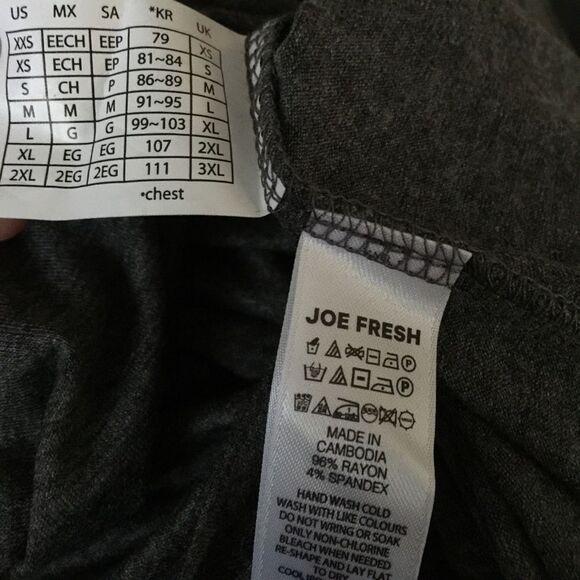 US MX SA *KR UK
XXS EECH EEP 79 XS
XS ECH EP 81~84 S
S CH P 86~89 M
M M M 91~95 L
L G G 99~103 XL
XL EG EG 107 2XL
2XL 2EG 2EG 111 3XL
•chest
JOE FRESH
MADE IN
CAMBODIA
96% RAYON
4% SPANDEX
HAND WASH COLD
WASH WITH LIKE COLOURS
DO NOT WRING OR SOAK
ONLY NON-CHLORINE
BLEACH WHEN NEEDED
RE-SHAPE AND LAY FLAT
TO DRY
COOL